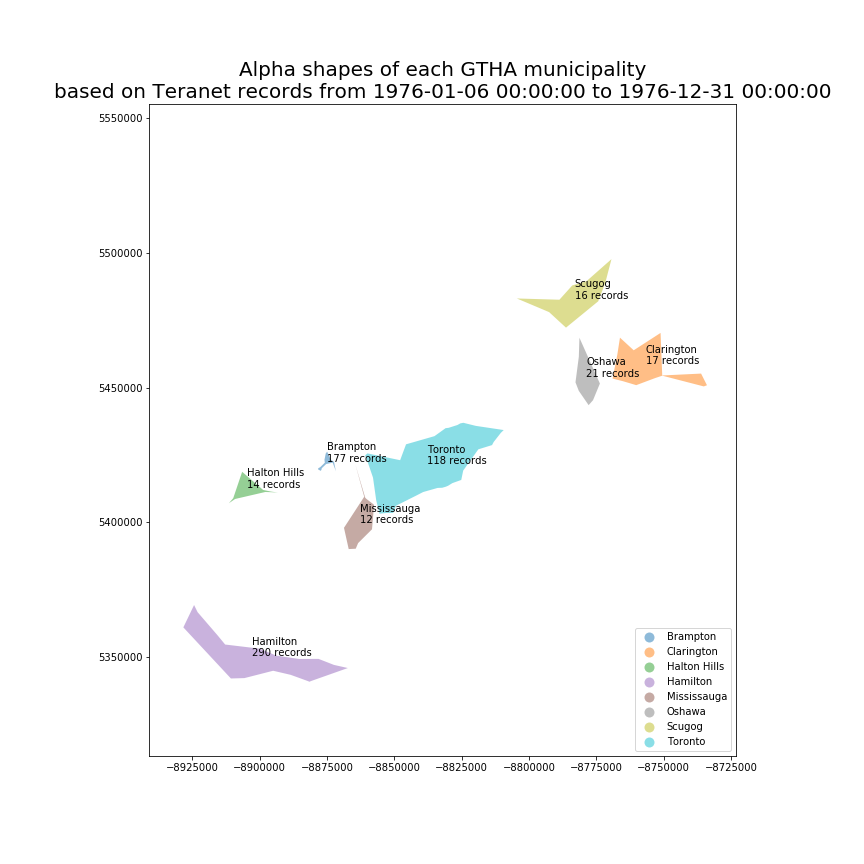 Alpha shapes of each GTHA municipality
based on Teranet records from 1976-01-06 00:00:00 to 1976-12-31 00:00:00
5550000
5500000
5450000
5400000
5350000
Scugog
16 records
Clarington
17 records
Oshawa
21 records
Toronto
118 records
Brampton
177 records
Halton Hills
14 records
Mississauga
12 records
Hamilton
290 records
Brampton
Clarington
Halton Hills
Hamilton
Mississauga
Oshawa
Scugog
Toronto
−8925000 −8900000 −8875000 −8850000 −8825000 −8800000 −8775000 −8750000 −8725000